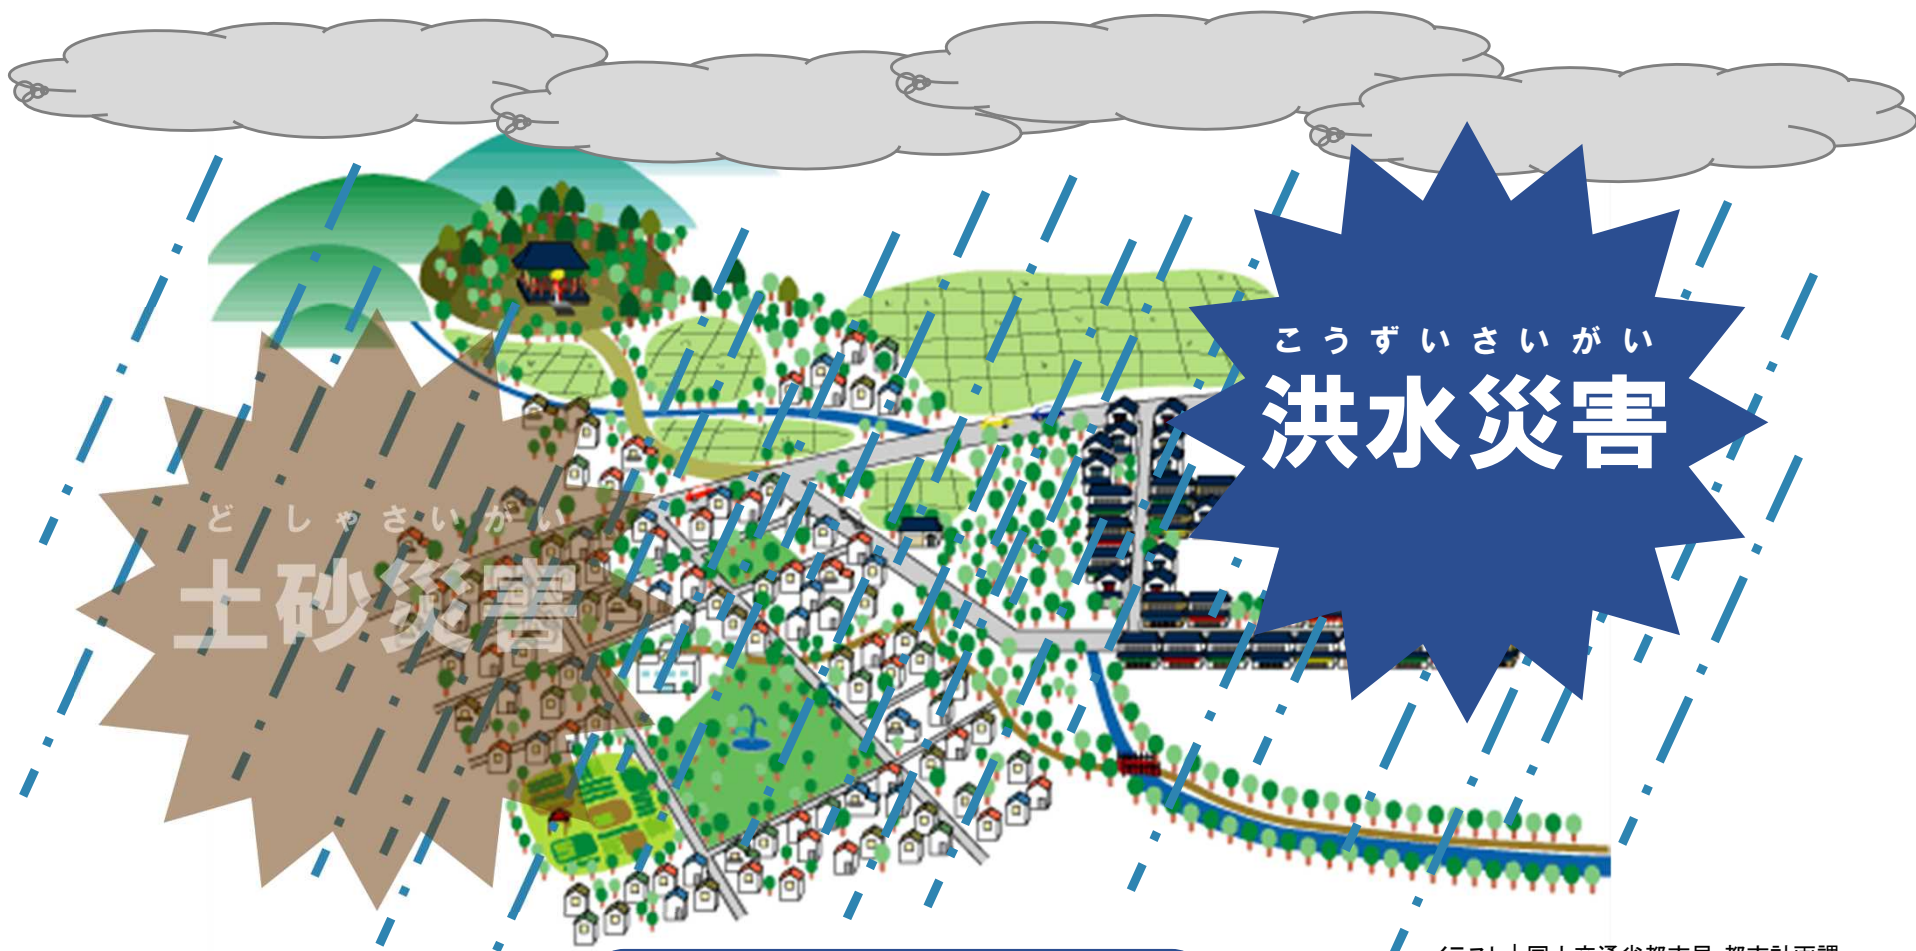 こうずいさいがい
洪水災害
どしゃさいがい
土砂災害